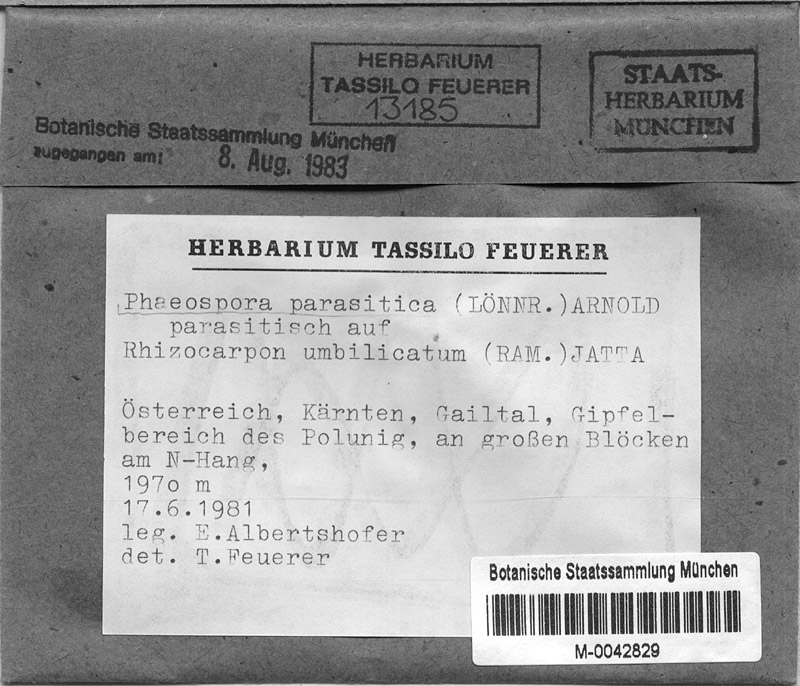 HERBARIUM
TASSILO FEUERER
13185
STAATS-
HERBARIUM
MÜNCHEN
Botanische Staatssammlung München
zugegangen am:
8. Aug. 1983
HERBARIUM TASSILO FEUERER
Phaeospora parasitica (LÖNNR.)ARNOLD
parasitisch auf
Rhizocarpon umbilicatum (RAM.)JATTA
Österreich, Kärnten, Gailtal, Gipfel-
bereich des Polunig, an großen Blöcken
am N-Hang,
197o m
17.6.1981
leg. E.Albertshofer
det. T.Feuerer
Botanische Staatssammlung München
M-0042829